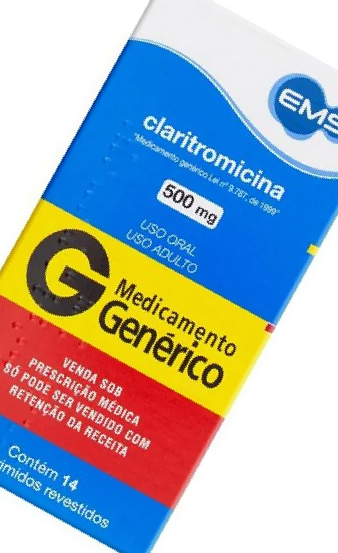 EMS
claritromicina
"Medicamento genérico Lei nº 9.787, de 1999"
500 mg
USO ORAL
USO ADULTO
G
Medicamento
Genérico
VENDA SOB
PRESCRIÇÃO MÉDICA
SÓ PODE SER VENDIDO COM
RETENÇÃO DA RECEITA
Contém 14
imidos revestidos